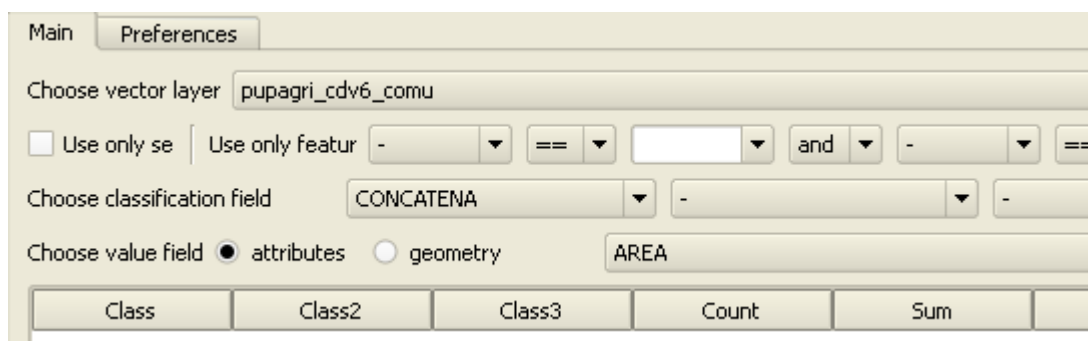 Main Preferences
Choose vector layer pupagri_cdv6_comu
Use only se Use only featur - == and - ==
Choose classification field CONCATENA - -
Choose value field attributes geometry AREA
Class Class2 Class3 Count Sum